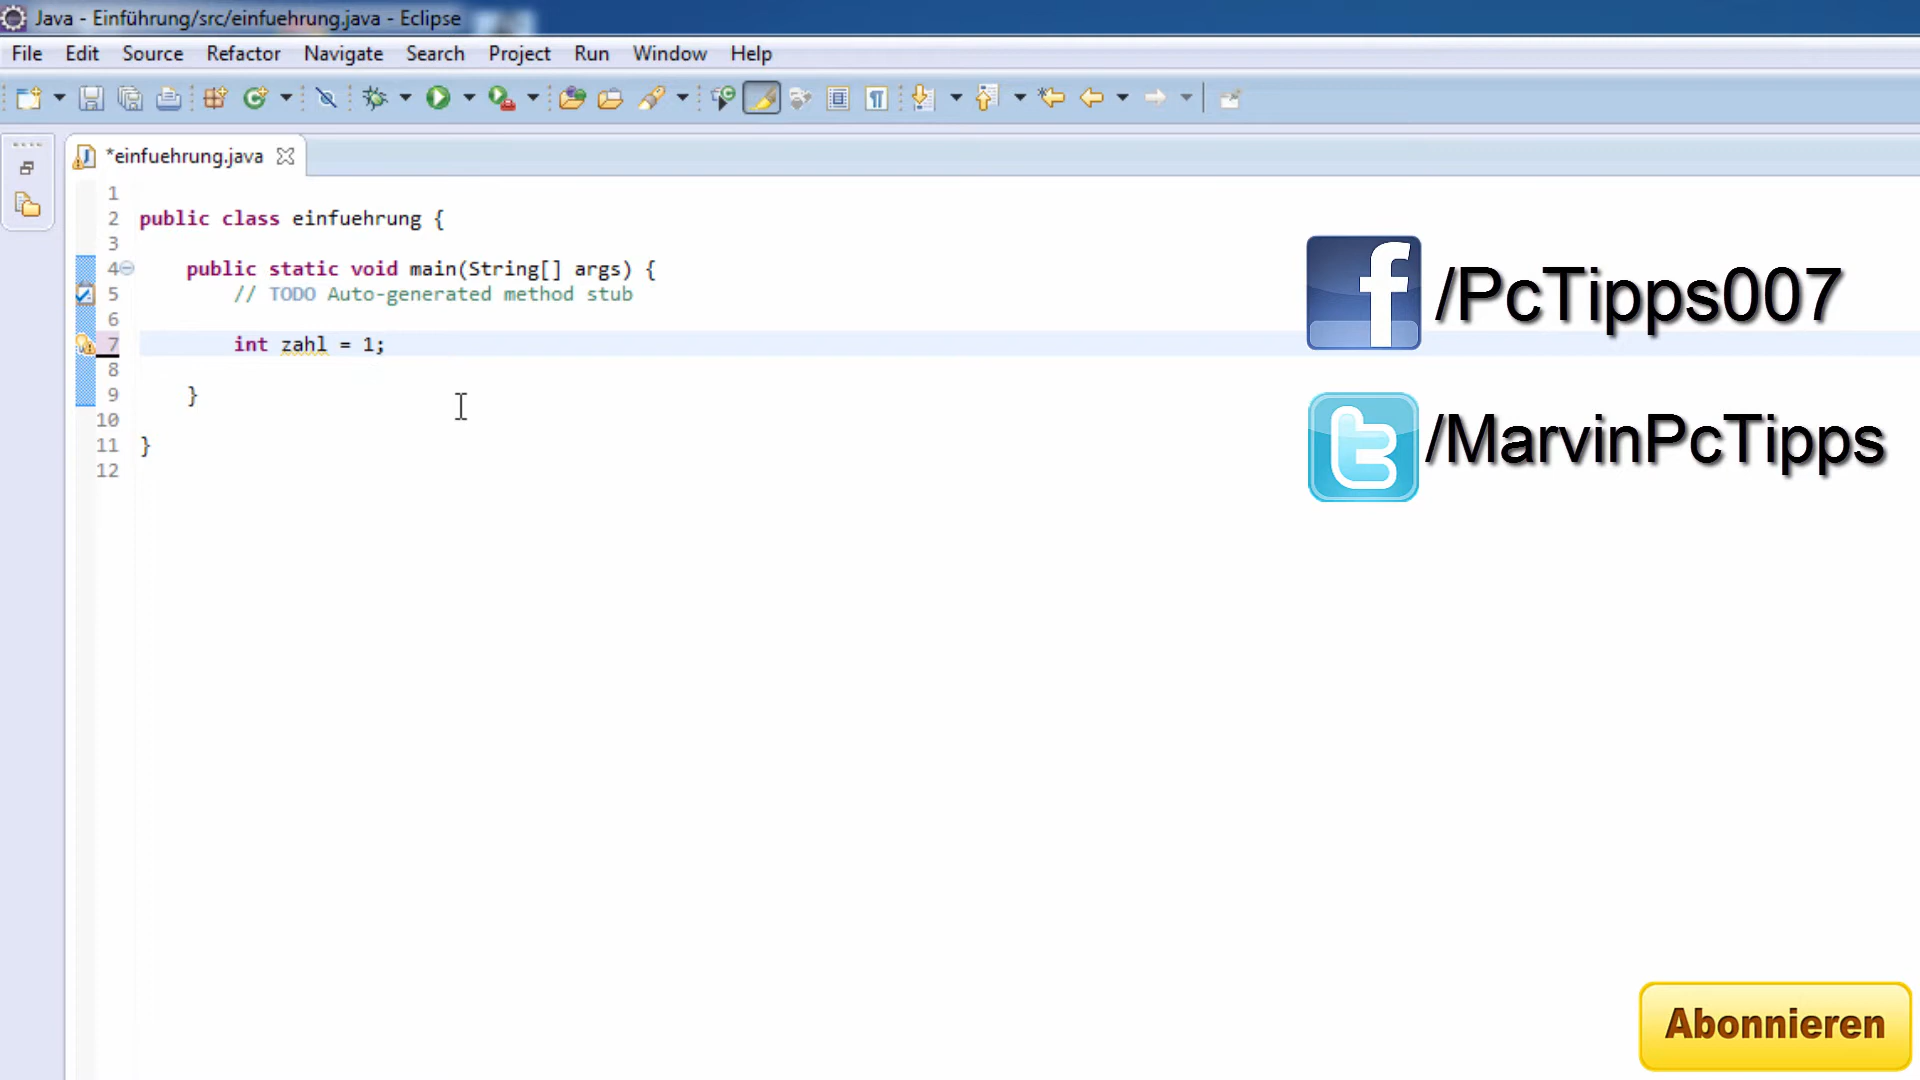 Java - Einführung/src/einfuehrung.java - Eclipse
File Edit Source Refactor Navigate Search Project Run Window Help
*einfuehrung.java
1
2 public class einfuehrung {
3
4 public static void main(String[] args) {
5 // TODO Auto-generated method stub
6
7 int zahl = 1;
8
9 }
10
11 }
12
/PcTipps007
/MarvinPcTipps
Abonnieren